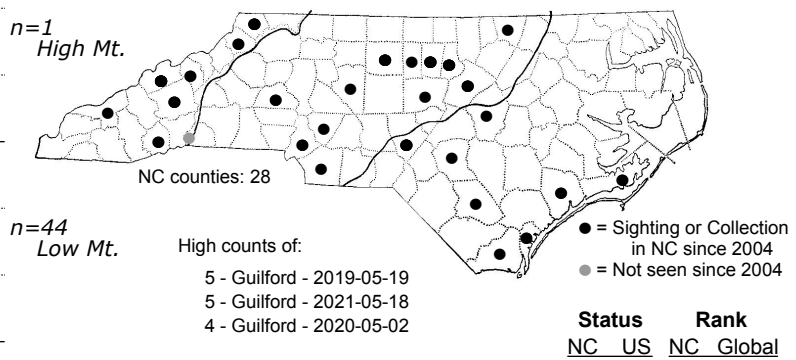 n=1
High Mt.
NC counties: 28
n=44
Low Mt.
High counts of:
5 - Guilford - 2019-05-19
5 - Guilford - 2021-05-18
4 - Guilford - 2020-05-02
= Sighting or Collection
in NC since 2004
= Not seen since 2004
Status Rank
NC US NC Global